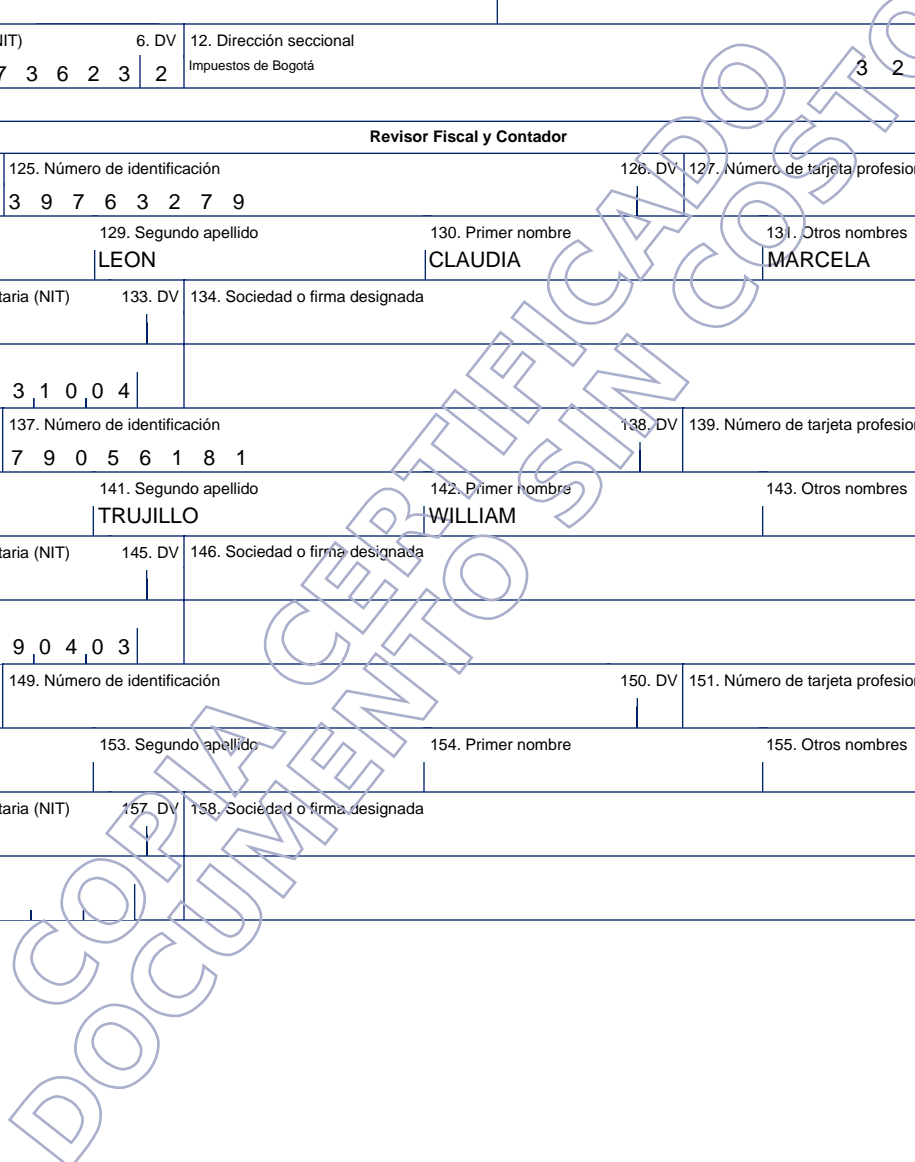 NIT) 6. DV 12. Dirección seccional
7 3 6 2 3 2 Impuestos de Bogotá 3 2
Revisor Fiscal y Contador
125. Número de identificación 126. DV 127. Número de tarjeta profesion
3 9 7 6 3 2 7 9
129. Segundo apellido 130. Primer nombre 131. Otros nombres
LEON CLAUDIA MARCELA
taria (NIT) 133. DV 134. Sociedad o firma designada
3 1 0 0 4
137. Número de identificación 138. DV 139. Número de tarjeta profesion
7 9 0 5 6 1 8 1
141. Segundo apellido 142. Primer nombre 143. Otros nombres
TRUJILLO WILLIAM
taria (NIT) 145. DV 146. Sociedad o firma designada
9 0 4 0 3
149. Número de identificación 150. DV 151. Número de tarjeta profesion
153. Segundo apellido 154. Primer nombre 155. Otros nombres
taria (NIT) 157. DV 158. Sociedad o firma designada
COPIA CERTIFICADO
DOCUMENTO SIN COSTO